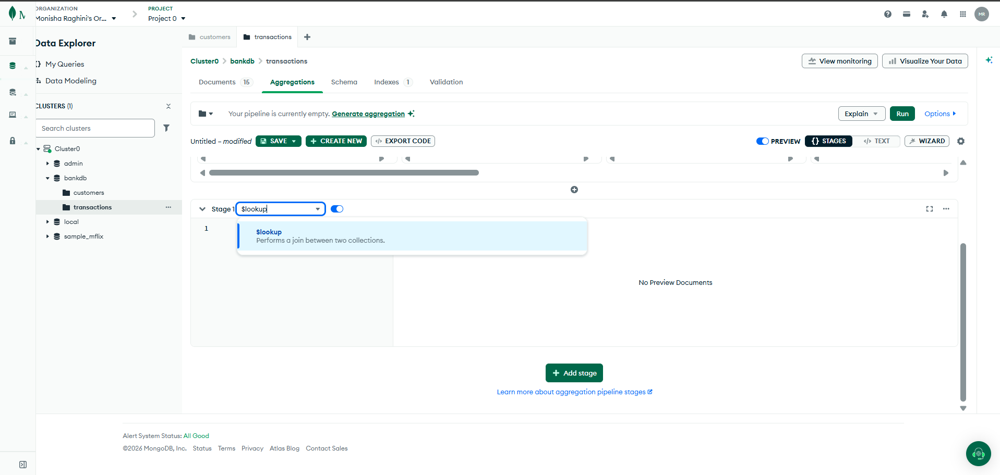 ORGANIZATION
Monisha Raghini's Or...
PROJECT
Project 0
MR
Data Explorer
My Queries
Data Modeling
CLUSTERS (1)
Search clusters
Cluster0
admin
bankdb
customers
transactions
local
sample_mflix
customers
transactions
Cluster0 > bankdb > transactions
View monitoring
Visualize Your Data
Documents 15
Aggregations
Schema
Indexes 1
Validation
Your pipeline is currently empty. Generate aggregation
Explain
Run
Options
Untitled – modified
SAVE
CREATE NEW
EXPORT CODE
PREVIEW
STAGES
TEXT
WIZARD
Stage 1
$lookup
1
$lookup
Performs a join between two collections.
No Preview Documents
Add stage
Learn more about aggregation pipeline stages
Alert System Status: All Good
©2026 MongoDB, Inc. Status Terms Privacy Atlas Blog Contact Sales